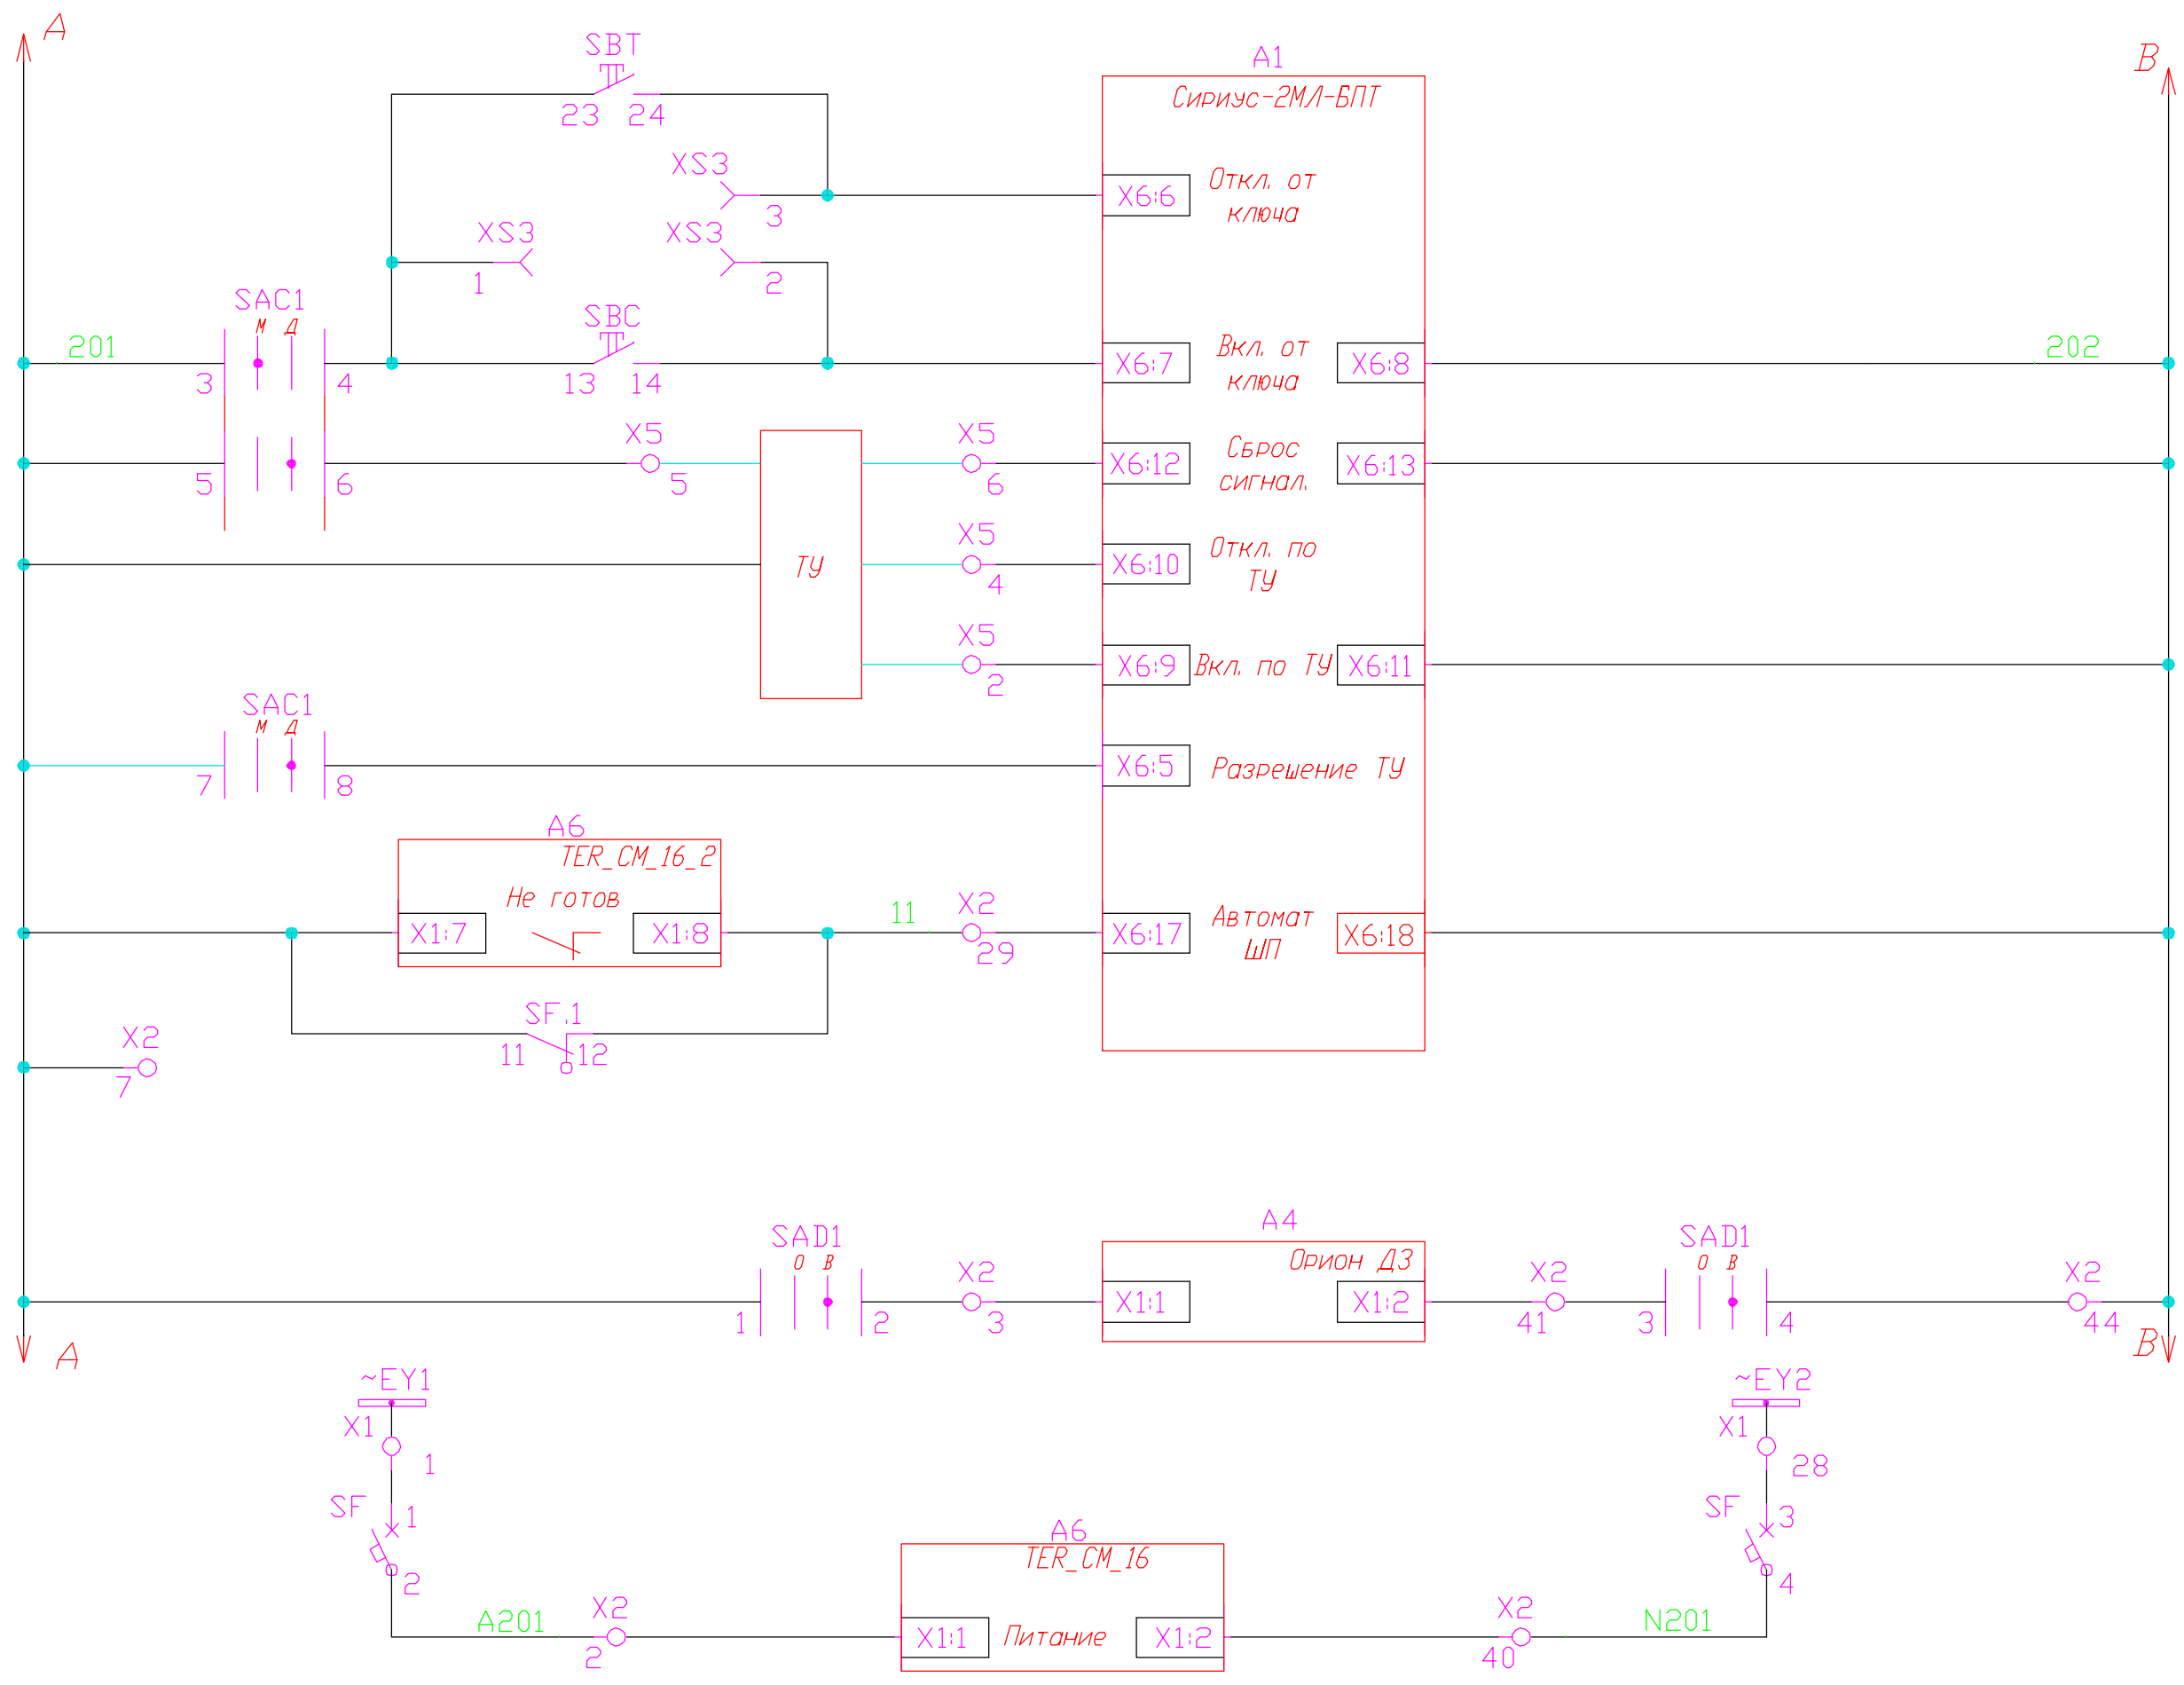 A
B
SBT
A1
Сириус-2МЛ-БПТ
23 24
XS3
3
X6:6
Откл. от
ключа
XS3 XS3
1 2
SAC1
М Д
SBC
201
3 4
13 14
X6:7
Вкл. от
ключа
X6:8
202
X5 X5
5 6
5 6
X6:12
Сброс
сигнал.
X6:13
ТУ
X5
4
X6:10
Откл. по
ТУ
X5
2
X6:9
Вкл. по ТУ
X6:11
SAC1
М Д
7 8
X6:5
Разрешение ТУ
A6
TER_CM_16_2
Не готов
X1:7 X1:8
11
X2
29
X6:17
Автомат
ШП
X6:18
SF.1
11 12
X2
7
SAD1
О В
1 2
X2
3
A4
Орион ДЗ
X1:1 X1:2
X2
41
SAD1
О В
3 4
X2
44
A
B
~EY1
X1
1
SF
1
2
~EY2
X1
28
SF
3
4
A201
X2
2
A6
TER_CM_16
X1:1
Питание
X1:2
X2
40
N201